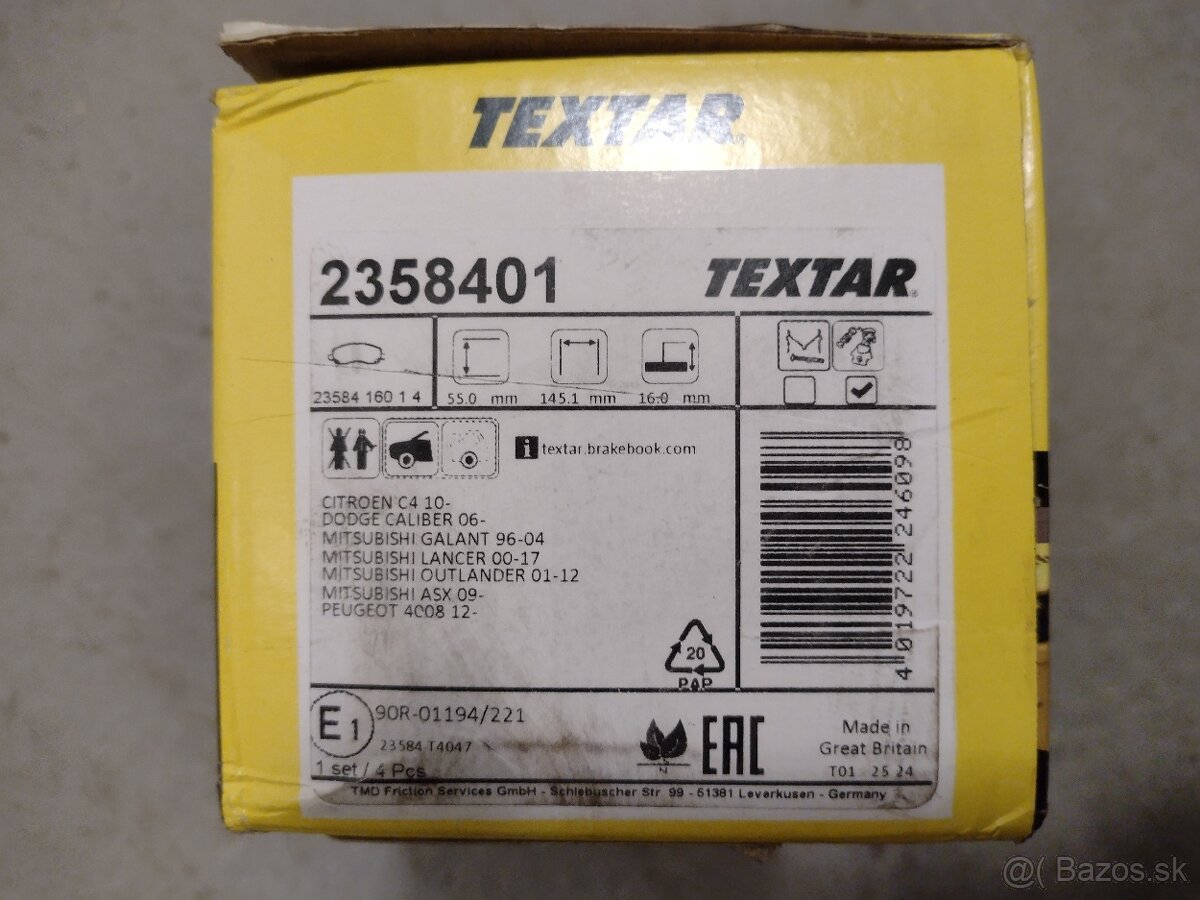 TEXTAR
2358401
TEXTAR®
23584 160 1 4
55.0 mm
145.1 mm
16.0 mm
i textar.brakebook.com
CITROEN C4 10-
DODGE CALIBER 06-
MITSUBISHI GALANT 96-04
MITSUBISHI LANCER 00-17
MITSUBISHI OUTLANDER 01-12
MITSUBISHI ASX 09-
PEUGEOT 4008 12-
4 019722 246098
20
PAP
E1
90R-01194/221
23584 T4047
1 set / 4 Pcs
N
EAC
Made in
Great Britain
T01 25 24
TMD Friction Services GmbH - Schlebuscher Str. 99 - 51381 Leverkusen - Germany
@( Bazos.sk